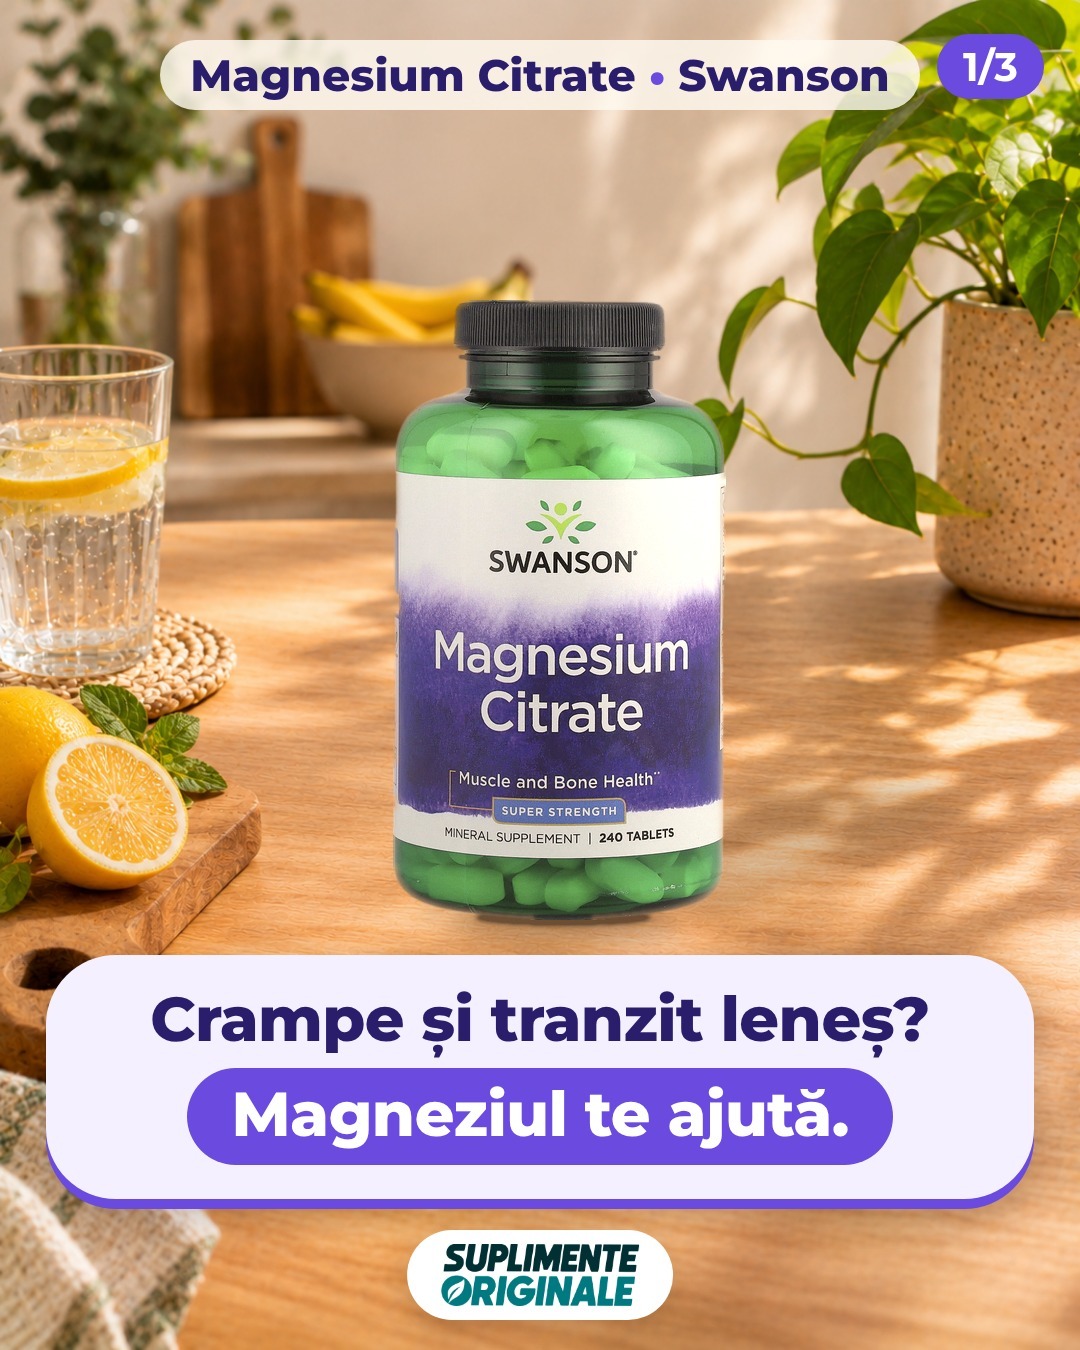 Magnesium Citrate • Swanson
1/3
SWANSON®
Magnesium
Citrate
Muscle and Bone Health
SUPER STRENGTH
MINERAL SUPPLEMENT | 240 TABLETS
Crampe și tranzit leneș?
Magneziul te ajută.
SUPLIMENTE
ORIGINALE